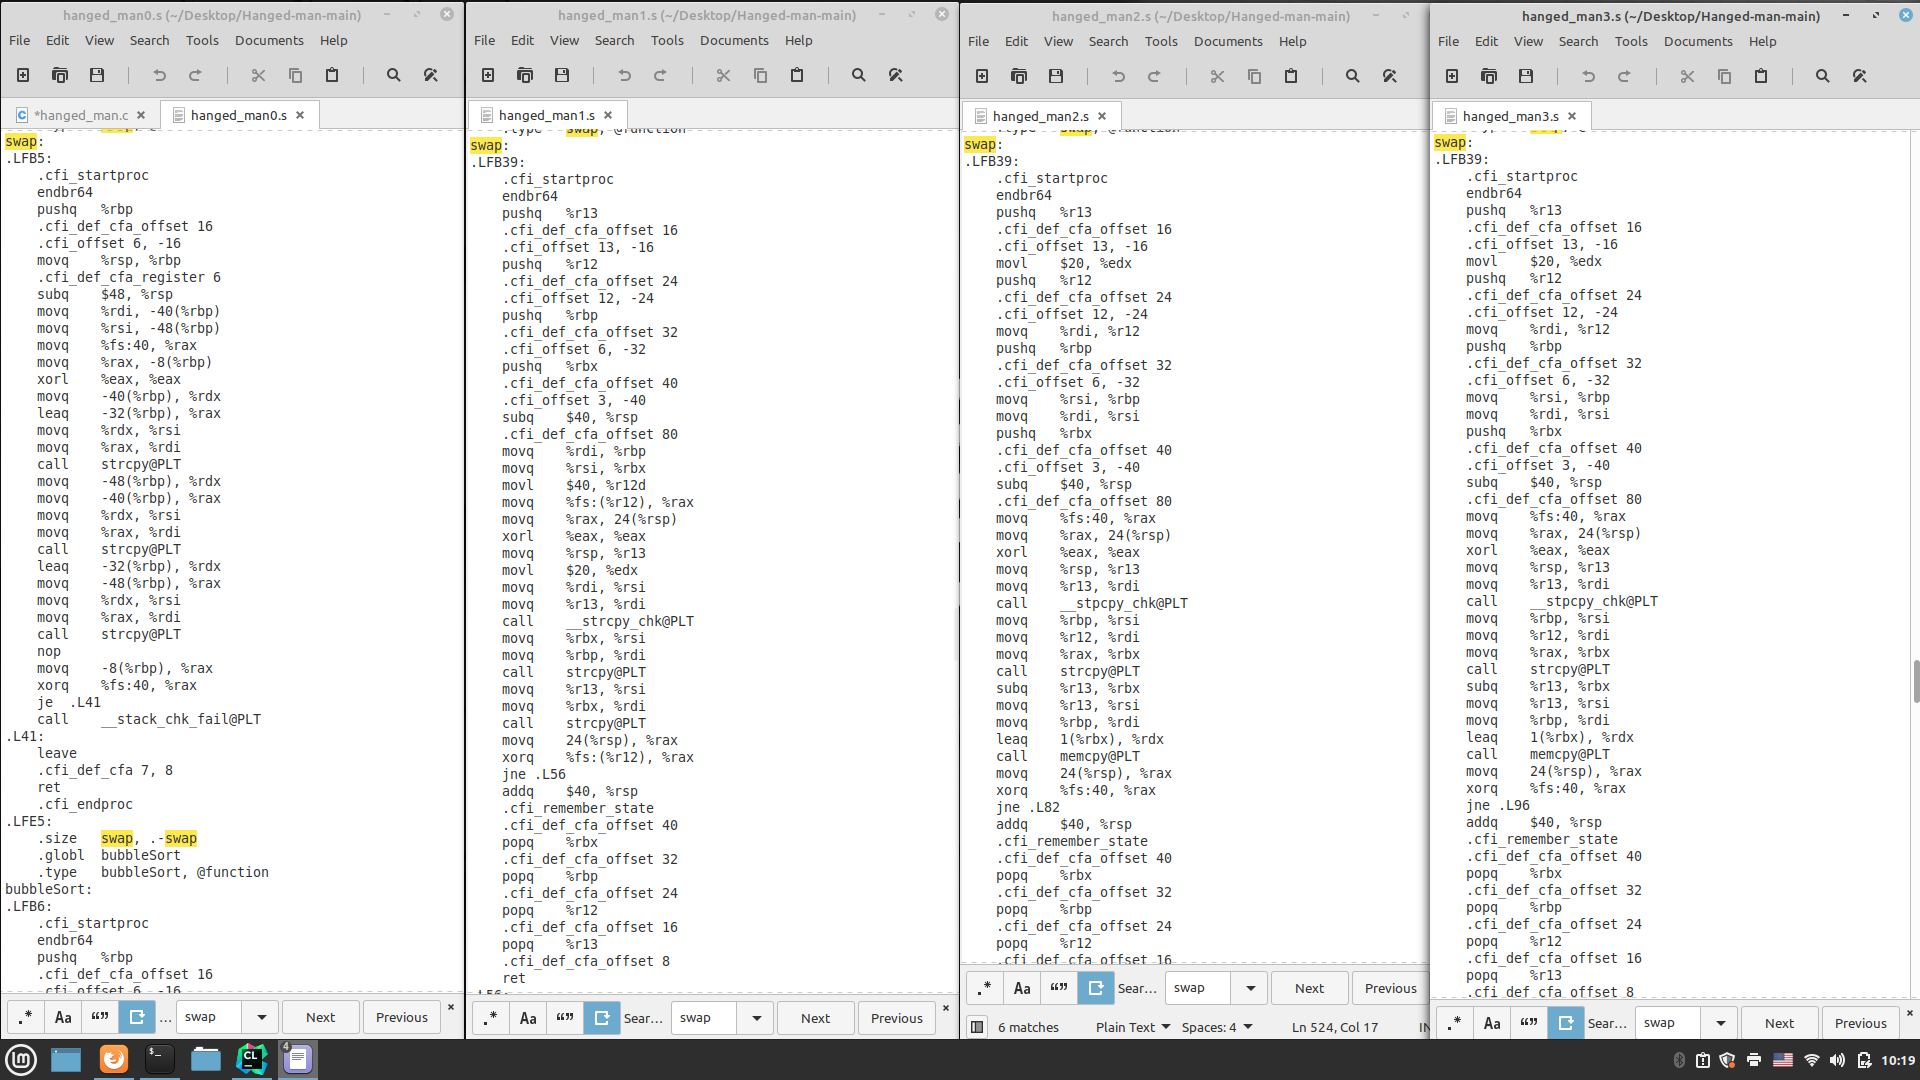 hanged_man0.s (~/Desktop/Hanged-man-main)
File Edit View Search Tools Documents Help
*hanged_man.c
hanged_man0.s
swap:
.LFB5:
.cfi_startproc
endbr64
pushq %rbp
.cfi_def_cfa_offset 16
.cfi_offset 6, -16
movq %rsp, %rbp
.cfi_def_cfa_register 6
subq $48, %rsp
movq %rdi, -40(%rbp)
movq %rsi, -48(%rbp)
movq %fs:40, %rax
movq %rax, -8(%rbp)
xorl %eax, %eax
movq -40(%rbp), %rdx
leaq -32(%rbp), %rax
movq %rdx, %rsi
movq %rax, %rdi
call strcpy@PLT
movq -48(%rbp), %rdx
movq -40(%rbp), %rax
movq %rdx, %rsi
movq %rax, %rdi
call strcpy@PLT
leaq -32(%rbp), %rdx
movq -48(%rbp), %rax
movq %rdx, %rsi
movq %rax, %rdi
call strcpy@PLT
nop
movq -8(%rbp), %rax
xorq %fs:40, %rax
je .L41
call __stack_chk_fail@PLT
.L41:
leave
.cfi_def_cfa 7, 8
ret
.cfi_endproc
.LFE5:
.size swap, .-swap
.globl bubbleSort
.type bubbleSort, @function
bubbleSort:
.LFB6:
.cfi_startproc
endbr64
pushq %rbp
.cfi_def_cfa_offset 16
.cfi_offset 6, -16
.* Aa “” ... swap Next Previous
hanged_man1.s (~/Desktop/Hanged-man-main)
File Edit View Search Tools Documents Help
hanged_man1.s
.type swap, @function
swap:
.LFB39:
.cfi_startproc
endbr64
pushq %r13
.cfi_def_cfa_offset 16
.cfi_offset 13, -16
pushq %r12
.cfi_def_cfa_offset 24
.cfi_offset 12, -24
pushq %rbp
.cfi_def_cfa_offset 32
.cfi_offset 6, -32
pushq %rbx
.cfi_def_cfa_offset 40
.cfi_offset 3, -40
subq $40, %rsp
.cfi_def_cfa_offset 80
movq %rdi, %rbp
movq %rsi, %rbx
movl $40, %r12d
movq %fs:(%r12), %rax
movq %rax, 24(%rsp)
xorl %eax, %eax
movq %rsp, %r13
movl $20, %edx
movq %rdi, %rsi
movq %r13, %rdi
call __strcpy_chk@PLT
movq %rbx, %rsi
movq %rbp, %rdi
call strcpy@PLT
movq %r13, %rsi
movq %rbx, %rdi
call strcpy@PLT
movq 24(%rsp), %rax
xorq %fs:(%r12), %rax
jne .L56
addq $40, %rsp
.cfi_remember_state
.cfi_def_cfa_offset 40
popq %rbx
.cfi_def_cfa_offset 32
popq %rbp
.cfi_def_cfa_offset 24
popq %r12
.cfi_def_cfa_offset 16
popq %r13
.cfi_def_cfa_offset 8
ret
.L56:
.* Aa “” Sear... swap Next Previous
hanged_man2.s (~/Desktop/Hanged-man-main)
File Edit View Search Tools Documents Help
hanged_man2.s
swap:
.LFB39:
.cfi_startproc
endbr64
pushq %r13
.cfi_def_cfa_offset 16
.cfi_offset 13, -16
movl $20, %edx
pushq %r12
.cfi_def_cfa_offset 24
.cfi_offset 12, -24
movq %rdi, %r12
pushq %rbp
.cfi_def_cfa_offset 32
.cfi_offset 6, -32
movq %rsi, %rbp
movq %rdi, %rsi
pushq %rbx
.cfi_def_cfa_offset 40
.cfi_offset 3, -40
subq $40, %rsp
.cfi_def_cfa_offset 80
movq %fs:40, %rax
movq %rax, 24(%rsp)
xorl %eax, %eax
movq %rsp, %r13
movq %r13, %rdi
call __stpcpy_chk@PLT
movq %rbp, %rsi
movq %r12, %rdi
movq %rax, %rbx
call strcpy@PLT
subq %r13, %rbx
movq %r13, %rsi
movq %rbp, %rdi
leaq 1(%rbx), %rdx
call memcpy@PLT
movq 24(%rsp), %rax
xorq %fs:40, %rax
jne .L82
addq $40, %rsp
.cfi_remember_state
.cfi_def_cfa_offset 40
popq %rbx
.cfi_def_cfa_offset 32
popq %rbp
.cfi_def_cfa_offset 24
popq %r12
.cfi_def_cfa_offset 16
.* Aa “” Sear... swap Next Previous
6 matches Plain Text Spaces: 4 Ln 524, Col 17 IN
hanged_man3.s (~/Desktop/Hanged-man-main)
File Edit View Search Tools Documents Help
hanged_man3.s
swap:
.LFB39:
.cfi_startproc
endbr64
pushq %r13
.cfi_def_cfa_offset 16
.cfi_offset 13, -16
movl $20, %edx
pushq %r12
.cfi_def_cfa_offset 24
.cfi_offset 12, -24
movq %rdi, %r12
pushq %rbp
.cfi_def_cfa_offset 32
.cfi_offset 6, -32
movq %rsi, %rbp
movq %rdi, %rsi
pushq %rbx
.cfi_def_cfa_offset 40
.cfi_offset 3, -40
subq $40, %rsp
.cfi_def_cfa_offset 80
movq %fs:40, %rax
movq %rax, 24(%rsp)
xorl %eax, %eax
movq %rsp, %r13
movq %r13, %rdi
call __stpcpy_chk@PLT
movq %rbp, %rsi
movq %r12, %rdi
movq %rax, %rbx
call strcpy@PLT
subq %r13, %rbx
movq %r13, %rsi
movq %rbp, %rdi
leaq 1(%rbx), %rdx
call memcpy@PLT
movq 24(%rsp), %rax
xorq %fs:40, %rax
jne .L96
addq $40, %rsp
.cfi_remember_state
.cfi_def_cfa_offset 40
popq %rbx
.cfi_def_cfa_offset 32
popq %rbp
.cfi_def_cfa_offset 24
popq %r12
.cfi_def_cfa_offset 16
popq %r13
.cfi_def_cfa_offset 8
.* Aa “” Sear... swap Next Previous
CL 4 10:19